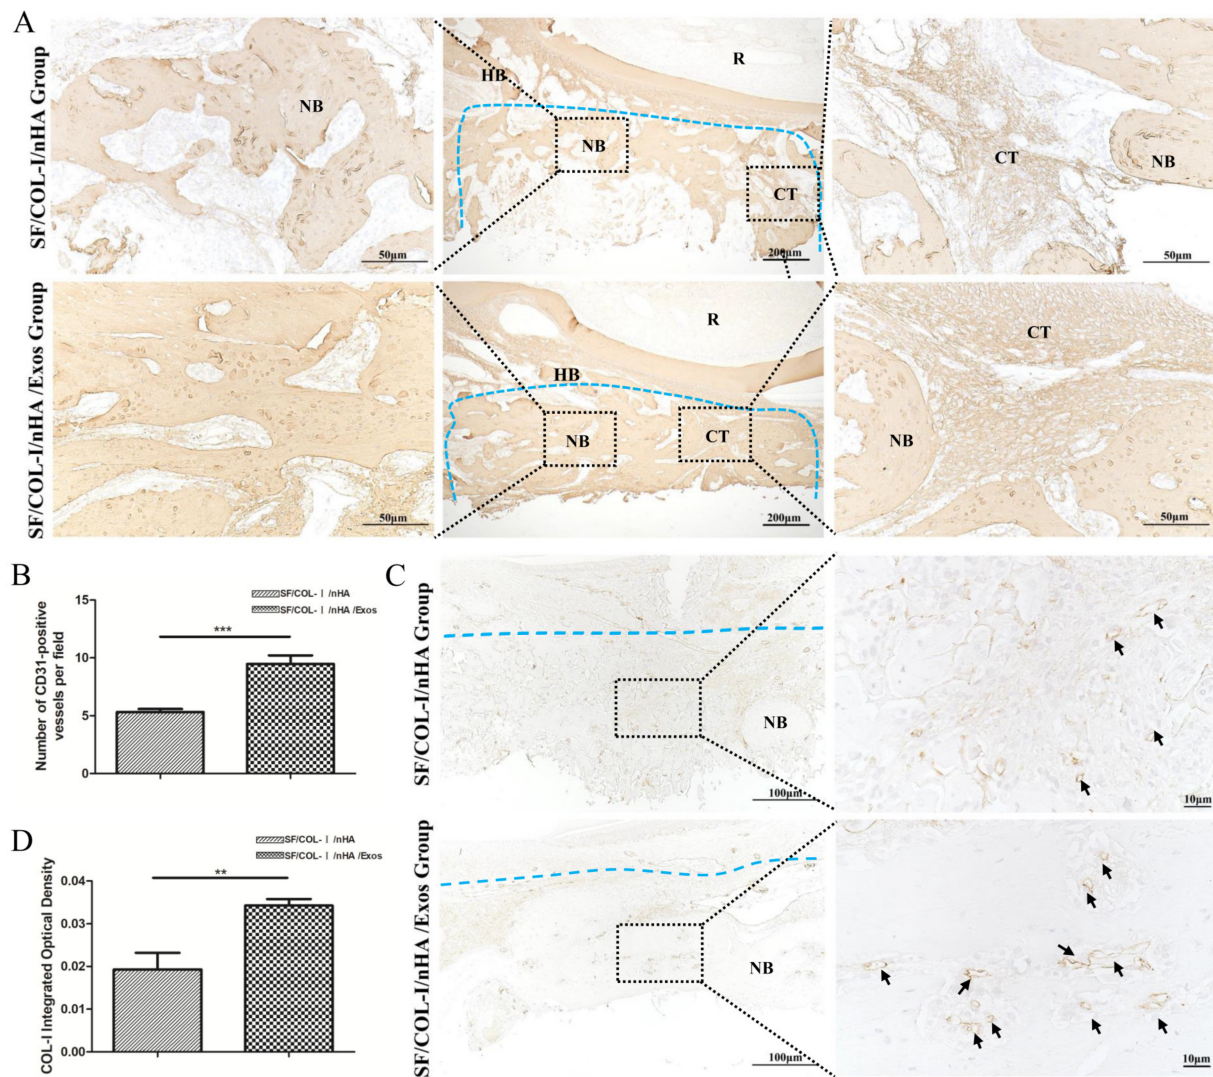 A
SF/COL-I/nHA Group
NB
50μm
HB
R
NB
CT
200μm
CT
NB
50μm
SF/COL-I/nHA /Exos Group
50μm
R
HB
NB
CT
200μm
CT
NB
50μm
B
SF/COL-Ⅰ/nHA
SF/COL-Ⅰ/nHA /Exos
Number of CD31-positive
vessels per field
15
10
5
0
***
C
SF/COL-I/nHA Group
NB
100μm
10μm
D
SF/COL-Ⅰ/nHA
SF/COL-Ⅰ/nHA /Exos
COL-I Integrated Optical Density
0.04
0.03
0.02
0.01
0.00
**
SF/COL-I/nHA /Exos Group
NB
100μm
10μm